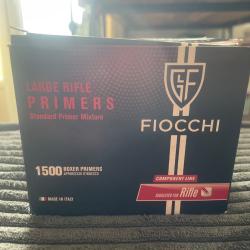 LARGE RIFLE
PRIMERS
Standard Primer Mixture
FIOCCHI
1500 BOXER PRIMERS
COMPONENT LINE
Rifle
MADE IN ITALY